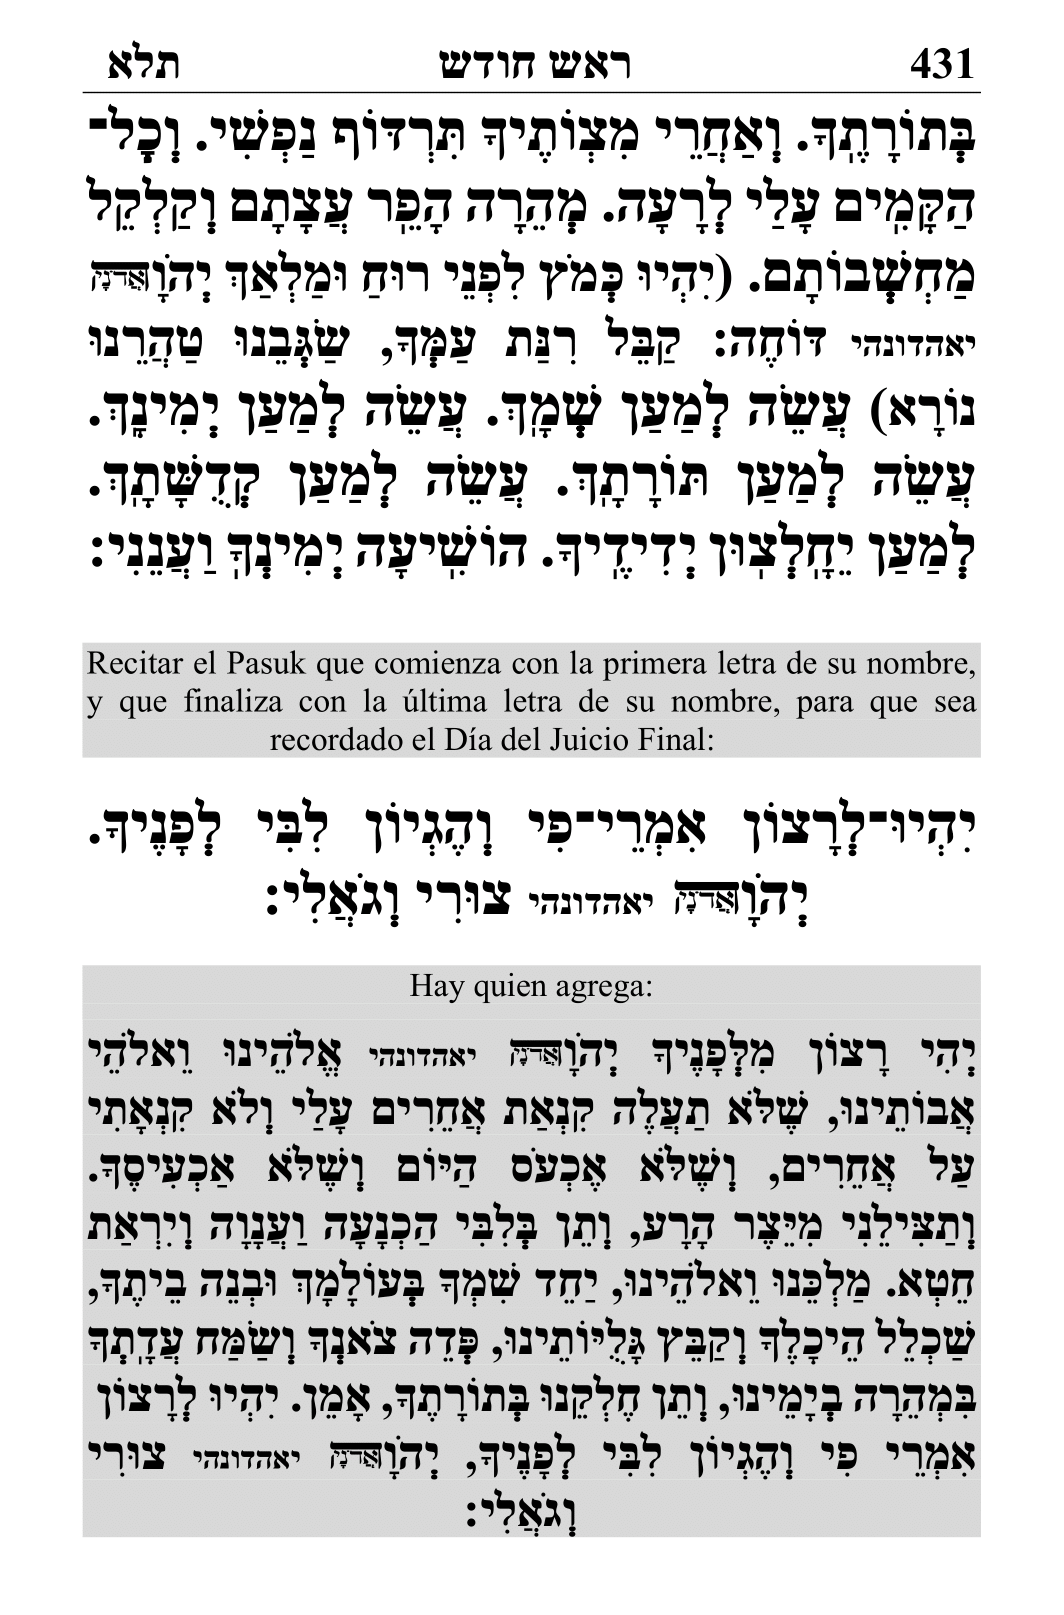 431 ראש חודש תלא
בְּתוֹרָתֶךָ. וְאַחֲרֵי מִצְוֹתֶיךָ תִּרְדּוֹף נַפְשִׁי. וְכָל־
הַקָּמִים עָלַי לְרָעָה. מְהֵרָה הָפֵר עֲצָתָם וְקַלְקֵל
מַחְשְׁבוֹתָם. (יִהְיוּ כְּמֹץ לִפְנֵי רוּחַ וּמַלְאַךְ יְהֹוָאֲדֹנָי
יאהדונהי דּוֹחֶה: קַבֵּל רִנַּת עַמְּךָ, שַׂגְּבֵנוּ טַהֲרֵנוּ
נוֹרָא) עֲשֵׂה לְמַעַן שְׁמָךְ. עֲשֵׂה לְמַעַן יְמִינָךְ.
עֲשֵׂה לְמַעַן תּוֹרָתָךְ. עֲשֵׂה לְמַעַן קְדֻשָּׁתָךְ.
לְמַעַן יֵחָלְצוּן יְדִידֶיךָ. הוֹשִׁיעָה יְמִינְךָ וַעֲנֵנִי:
Recitar el Pasuk que comienza con la primera letra de su nombre,
y que finaliza con la última letra de su nombre, para que sea
recordado el Día del Juicio Final:
יִהְיוּ־לְרָצוֹן אִמְרֵי־פִי וְהֶגְיוֹן לִבִּי לְפָנֶיךָ.
יְהֹוָאֲדֹנָי יאהדונהי צוּרִי וְגֹאֲלִי:
Hay quien agrega:
יְהִי רָצוֹן מִלְּפָנֶיךָ יְהֹוָאֲדֹנָי יאהדונהי אֱלֹהֵינוּ וֵאלֹהֵי
אֲבוֹתֵינוּ, שֶׁלֹּא תַעֲלֶה קִנְאַת אֲחֵרִים עָלַי וְלֹא קִנְאָתִי
עַל אֲחֵרִים, וְשֶׁלֹּא אֶכְעֹס הַיּוֹם וְשֶׁלֹּא אַכְעִיסֶךָ.
וְתַצִּילֵנִי מִיֵּצֶר הָרָע, וְתֵן בְּלִבִּי הַכְנָעָה וַעֲנָוָה וְיִרְאַת
חֵטְא. מַלְכֵּנוּ וֵאלֹהֵינוּ, יַחֵד שִׁמְךָ בְּעוֹלָמָךְ וּבְנֵה בֵיתֶךָ,
שַׁכְלֵל הֵיכָלֶךָ וְקַבֵּץ גָּלֻיּוֹתֵינוּ, פְּדֵה צֹאנְךָ וְשַׂמַּח עֲדָתְךָ
בִּמְהֵרָה בְיָמֵינוּ, וְתֵן חֶלְקֵנוּ בְּתוֹרָתֶךָ, אָמֵן. יִהְיוּ לְרָצוֹן
אִמְרֵי פִי וְהֶגְיוֹן לִבִּי לְפָנֶיךָ, יְהֹוָאֲדֹנָי יאהדונהי צוּרִי
וְגֹאֲלִי: